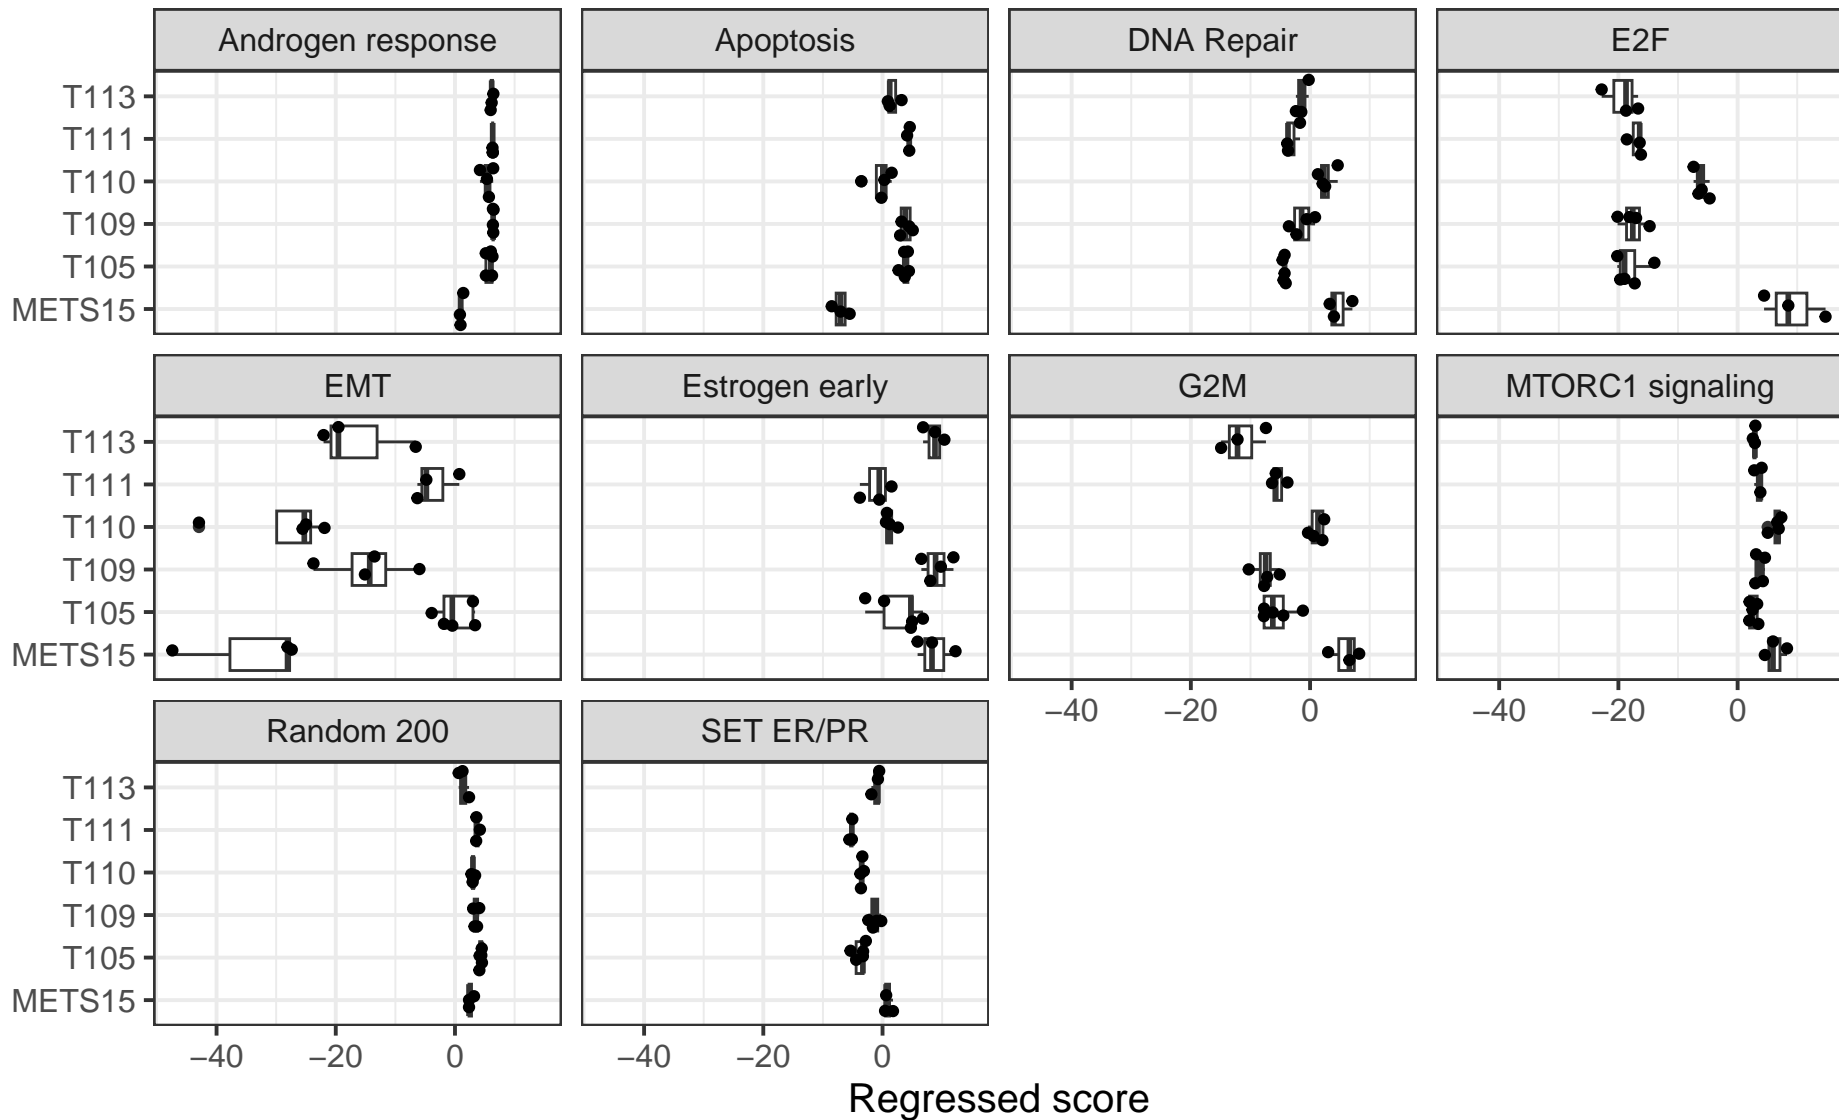 Androgen response Apoptosis DNA Repair E2F
T113
T111
T110
T109
T105
METS15
EMT Estrogen early G2M MTORC1 signaling
T113
T111
T110
T109
T105
METS15
−40 −20 0 −40 −20 0
Random 200 SET ER/PR
T113
T111
T110
T109
T105
METS15
−40 −20 0 −40 −20 0
Regressed score